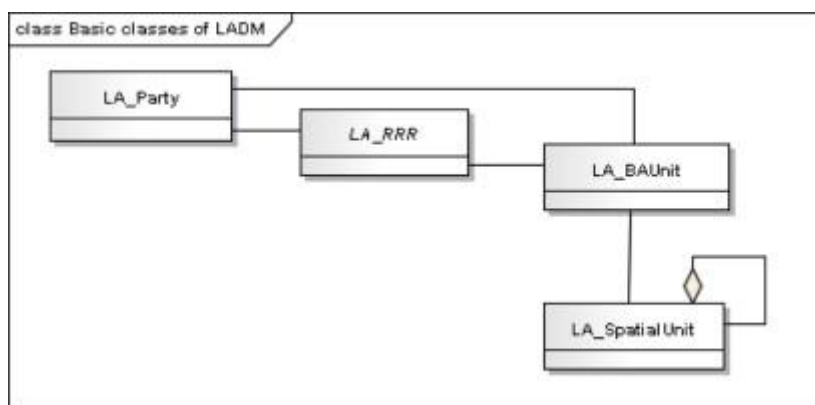 class Basic classes of LADM
LA_Party
LA_RRR
LA_BAUnit
LA_SpatialUnit